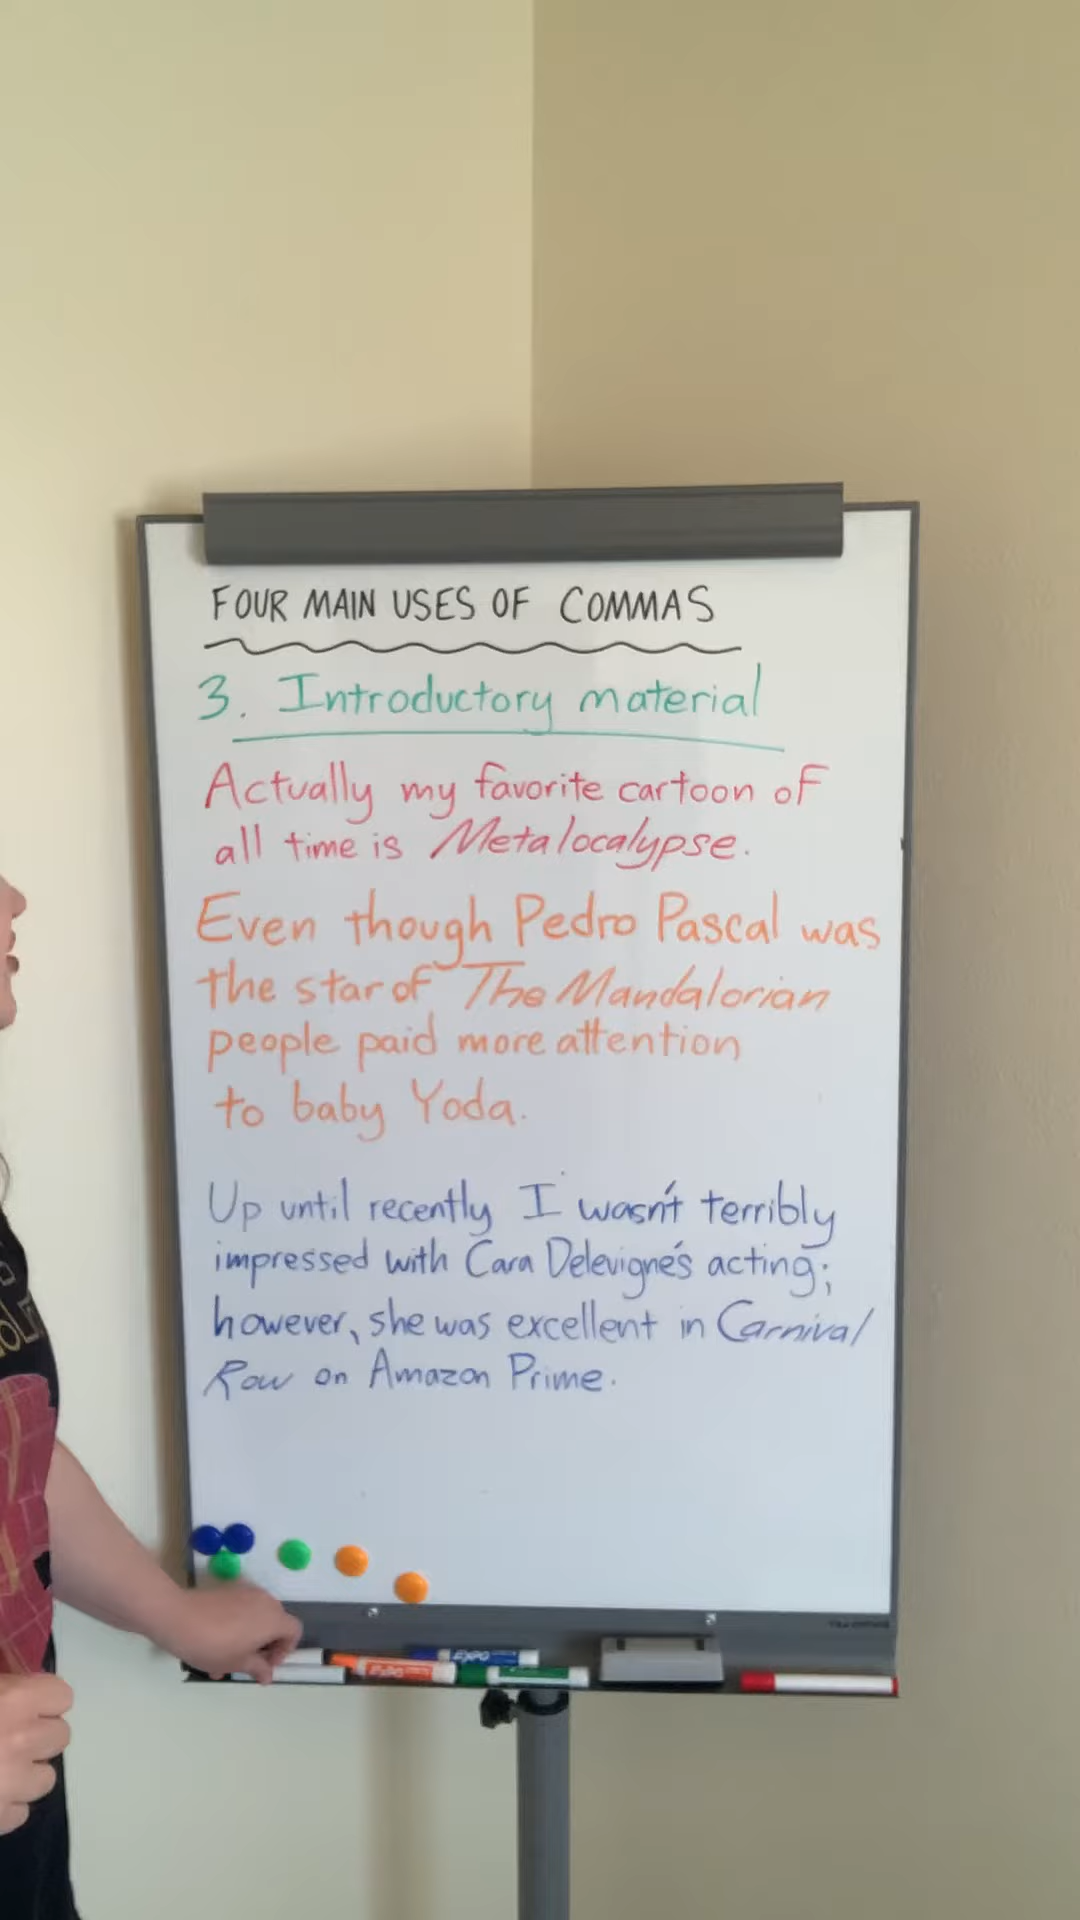 FOUR MAIN USES OF COMMAS
3. Introductory material
Actually my favorite cartoon of
all time is Metalocalypse.
Even though Pedro Pascal was
the star of The Mandalorian
people paid more attention
to baby Yoda.
Up until recently I wasn't terribly
impressed with Cara Delevigne's acting;
however, she was excellent in Carnival
Row on Amazon Prime.
EXPO
EXPO